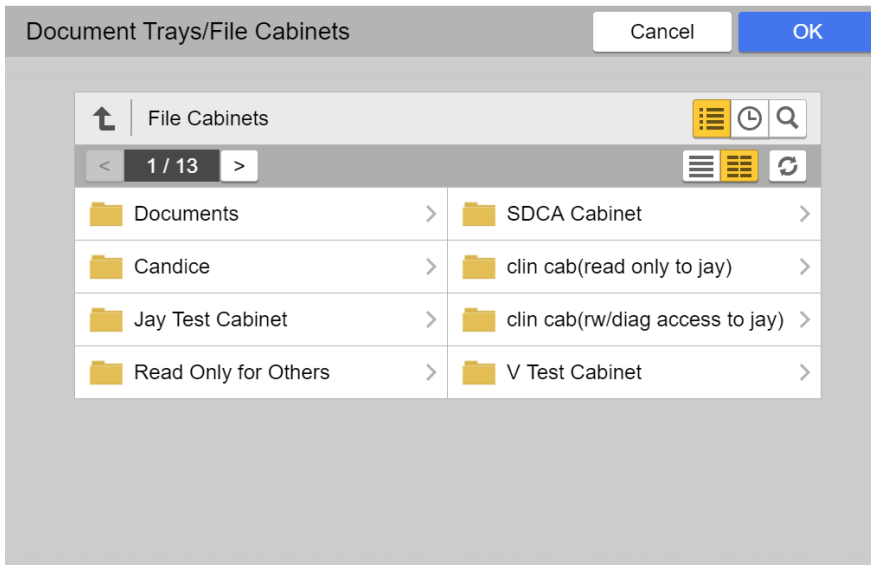 Document Trays/File Cabinets
Cancel
OK
File Cabinets
< 1 / 13 >
Documents
SDCA Cabinet
Candice
clin cab(read only to jay)
Jay Test Cabinet
clin cab(rw/diag access to jay)
Read Only for Others
V Test Cabinet